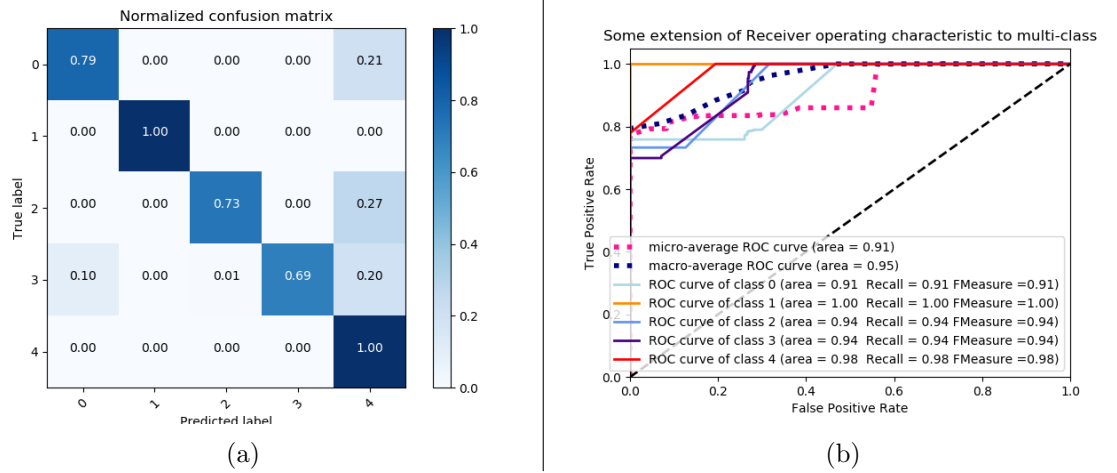 Normalized confusion matrix
1.0
0 0.79 0.00 0.00 0.00 0.21
0.8
1 0.00 1.00 0.00 0.00 0.00
0.6
True label
2 0.00 0.00 0.73 0.00 0.27
0.4
3 0.10 0.00 0.01 0.69 0.20
0.2
4 0.00 0.00 0.00 0.00 1.00
0.0
0 1 2 3 4
Predicted label
(a)
Some extension of Receiver operating characteristic to multi-class
1.0
0.8
0.6
True Positive Rate
0.4
0.2
0.0
micro-average ROC curve (area = 0.91)
macro-average ROC curve (area = 0.95)
ROC curve of class 0 (area = 0.91 Recall = 0.91 FMeasure =0.91)
ROC curve of class 1 (area = 1.00 Recall = 1.00 FMeasure =1.00)
ROC curve of class 2 (area = 0.94 Recall = 0.94 FMeasure =0.94)
ROC curve of class 3 (area = 0.94 Recall = 0.94 FMeasure =0.94)
ROC curve of class 4 (area = 0.98 Recall = 0.98 FMeasure =0.98)
0.0 0.2 0.4 0.6 0.8 1.0
False Positive Rate
(b)